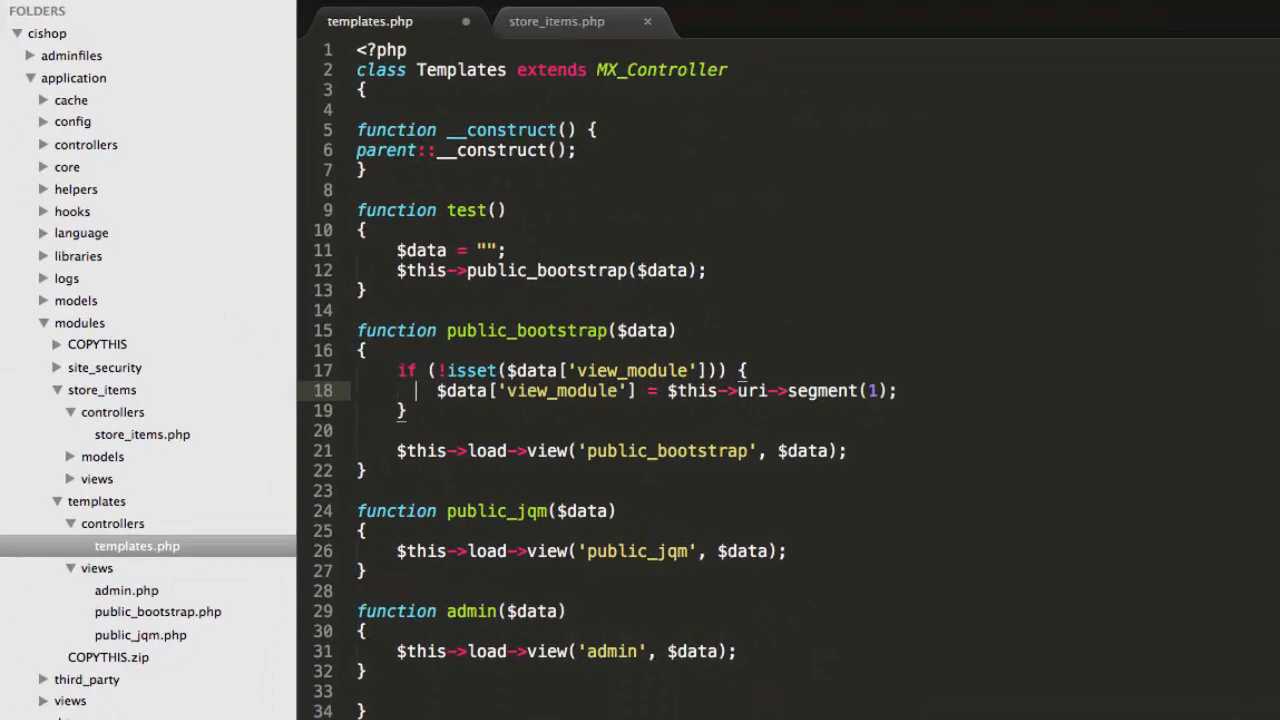 FOLDERS
cishop
adminfiles
application
cache
config
controllers
core
helpers
hooks
language
libraries
logs
models
modules
COPYTHIS
site_security
store_items
controllers
store_items.php
models
views
templates
controllers
templates.php
views
admin.php
public_bootstrap.php
public_jqm.php
COPYTHIS.zip
third_party
views
templates.php
store_items.php ×
1 <?php
2 class Templates extends MX_Controller
3 {
4
5 function __construct() {
6 parent::__construct();
7 }
8
9 function test()
10 {
11 $data = "";
12 $this->public_bootstrap($data);
13 }
14
15 function public_bootstrap($data)
16 {
17 if (!isset($data['view_module'])) {
18 $data['view_module'] = $this->uri->segment(1);
19 }
20
21 $this->load->view('public_bootstrap', $data);
22 }
23
24 function public_jqm($data)
25 {
26 $this->load->view('public_jqm', $data);
27 }
28
29 function admin($data)
30 {
31 $this->load->view('admin', $data);
32 }
33
34 }